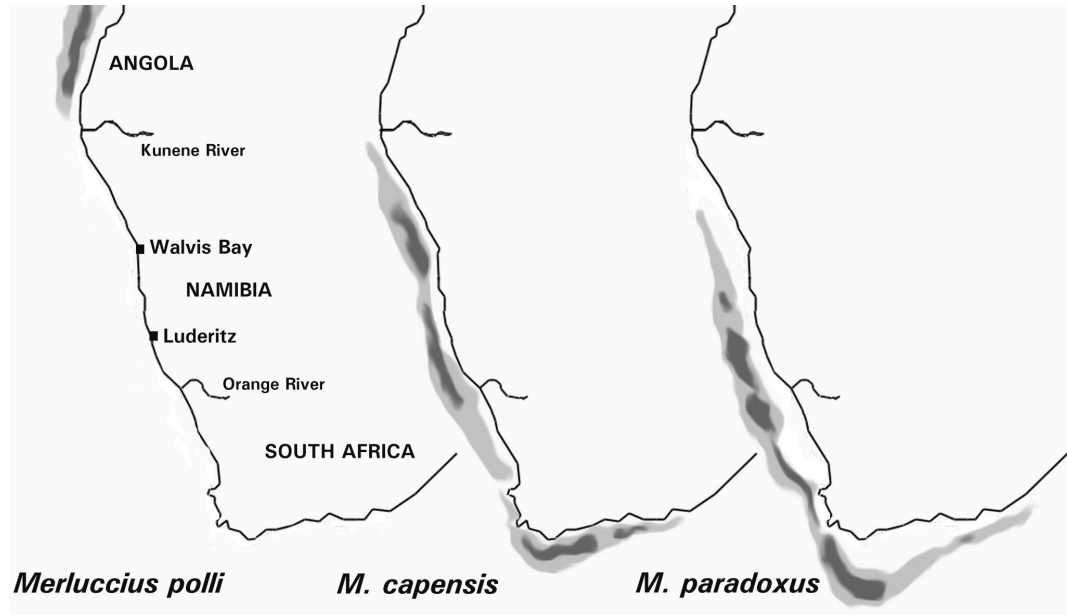 ANGOLA
Kunene River
Walvis Bay
NAMIBIA
Luderitz
Orange River
SOUTH AFRICA
Merluccius polli
M. capensis
M. paradoxus